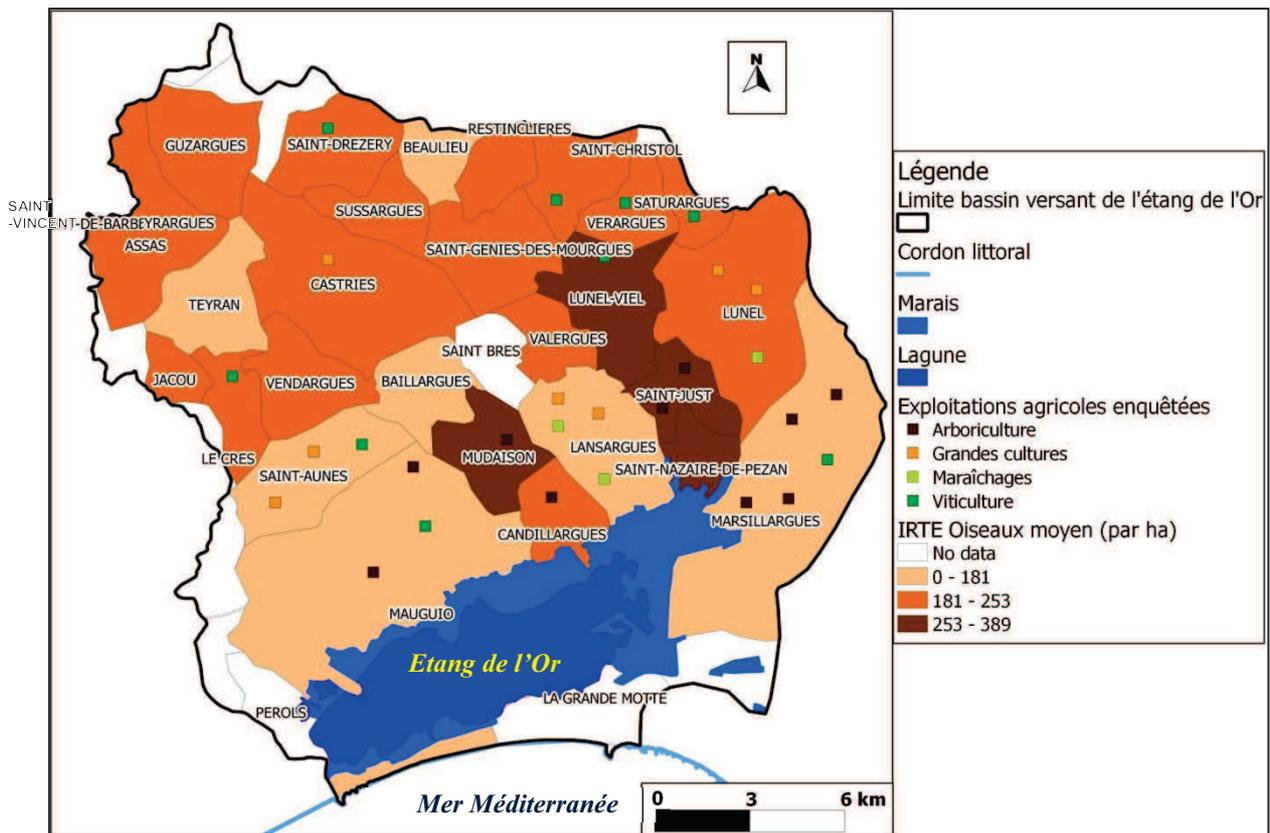 N
RESTINCLIERES
GUZARGUES
SAINT-DREZERY
BEAULIEU
SAINT-CHRISTOL
SAINT
-VINCENT-DE-BARBEYRARGUES
SUSSARGUES
SATURARGUES
VERARGUES
ASSAS
SAINT-GENIES-DES-MOURGUES
CASTRIES
LUNEL-VIEL
TEYRAN
LUNEL
VALERGUES
SAINT BRES
JACOU
VENDARGUES
BAILLARGUES
SAINT-JUST
LANSARGUES
LE CRES
MUDAISON
SAINT-AUNES
SAINT-NAZAIRE-DE-PEZAN
MARSILLARGUES
CANDILLARGUES
MAUGUIO
Etang de l’Or
LA GRANDE MOTTE
PEROLS
Mer Méditerranée
0 3 6 km
Légende
Limite bassin versant de l'étang de l'Or
Cordon littoral
Marais
Lagune
Exploitations agricoles enquêtées
Arboriculture
Grandes cultures
Maraîchages
Viticulture
IRTE Oiseaux moyen (par ha)
No data
0 - 181
181 - 253
253 - 389